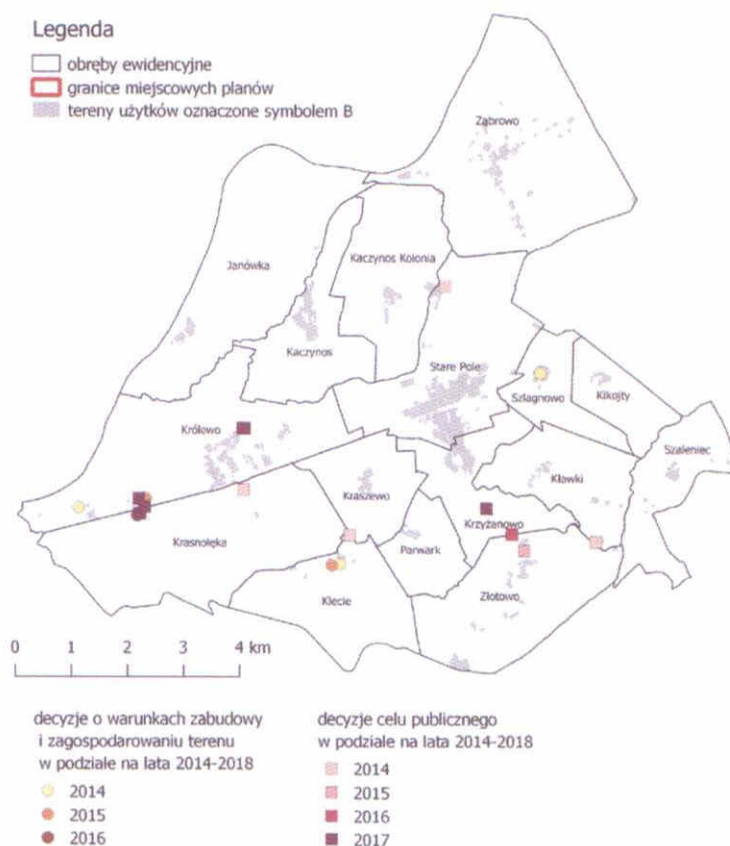 Legenda
obręby ewidencyjne
granice miejscowych planów
tereny użytków oznaczone symbolem B
Ząbrowo
Janówka
Kaczynos Kolonia
Kaczynos
Stare Pole
Szlagnowo
Kikojty
Królewo
Szaleniec
Kławki
Kraszewo
Krzyżanowo
Krasnołęka
Parwark
Klecie
Złotowo
0 1 2 3 4 km
decyzje o warunkach zabudowy
i zagospodarowaniu terenu
w podziale na lata 2014-2018
2014
2015
2016
decyzje celu publicznego
w podziale na lata 2014-2018
2014
2015
2016
2017